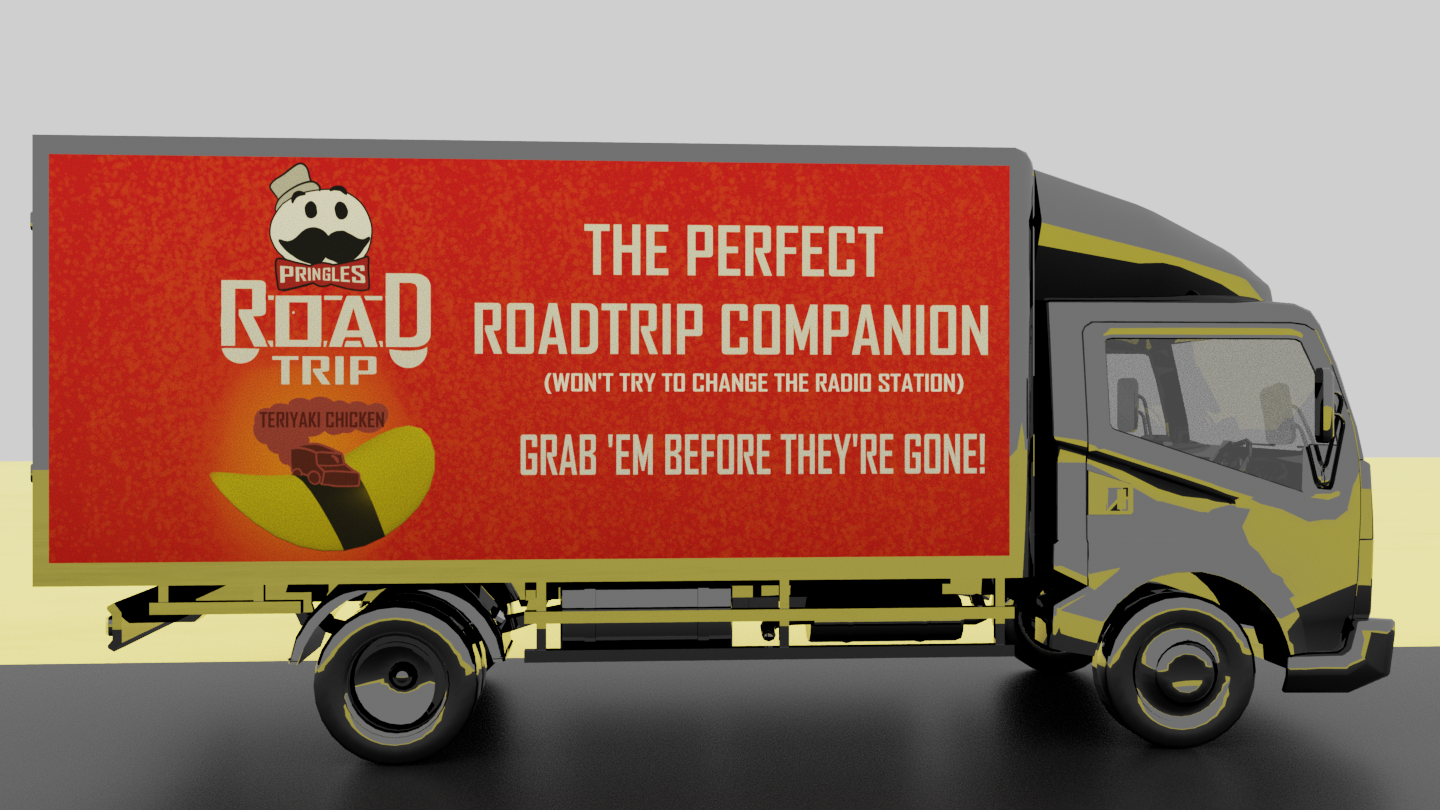 PRINGLES
ROAD
TRIP
TERIYAKI CHICKEN
THE PERFECT
ROADTRIP COMPANION
(WON'T TRY TO CHANGE THE RADIO STATION)
GRAB 'EM BEFORE THEY'RE GONE!